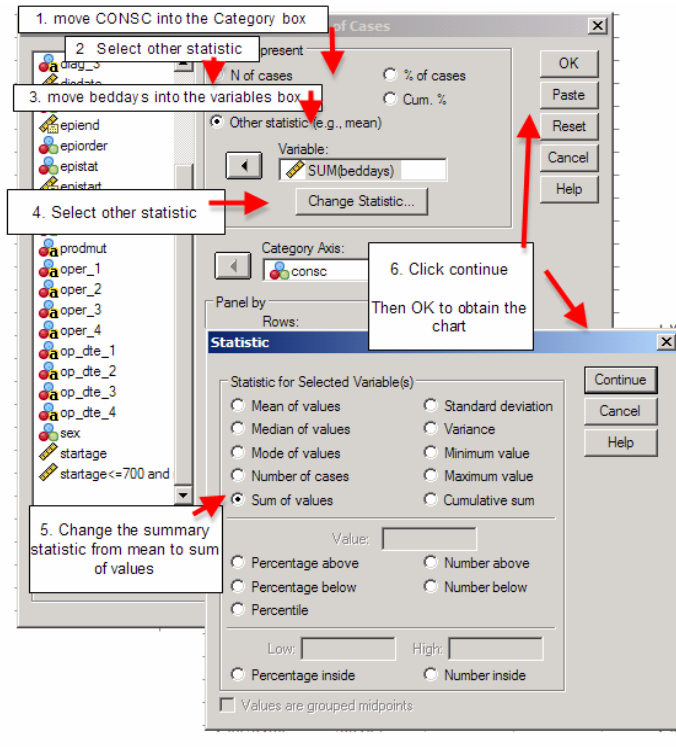 1. move CONSC into the Category box
of Cases
2 Select other statistic
present
diag_3
N of cases
% of cases
OK
3. move beddays into the variables box
Cum. %
Paste
epiend
Other statistic (e.g., mean)
Reset
epiorder
Variable:
epistat
SUM(beddays)
Cancel
epistart
Help
4. Select other statistic
Change Statistic...
prodmut
Category Axis:
oper_1
consc
6. Click continue
oper_2
Then OK to obtain the
chart
oper_3
Panel by
oper_4
Rows:
op_dte_1
Statistic
op_dte_2
Statistic for Selected Variable(s)
Continue
op_dte_3
Mean of values
Standard deviation
Cancel
op_dte_4
Median of values
Variance
Help
sex
Mode of values
Minimum value
startage
Number of cases
Maximum value
startage<=700 and
Sum of values
Cumulative sum
5. Change the summary
statistic from mean to sum
of values
Value:
Percentage above
Number above
Percentage below
Number below
Percentile
Low:
High:
Percentage inside
Number inside
Values are grouped midpoints